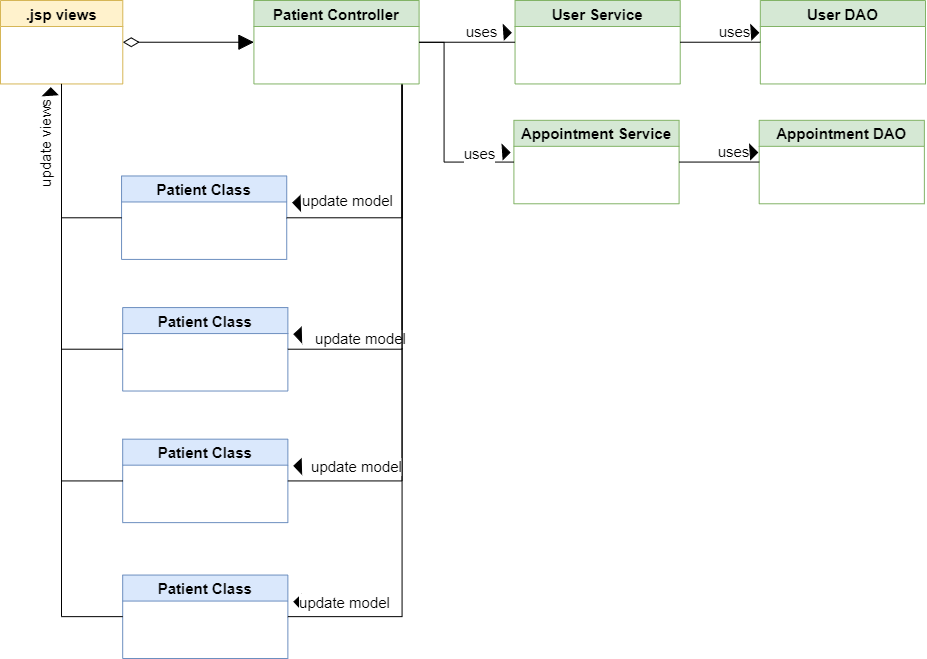 .jsp views
Patient Controller
User Service
User DAO
uses
uses
update views
Appointment Service
Appointment DAO
uses
uses
Patient Class
update model
Patient Class
update model
Patient Class
update model
Patient Class
update model